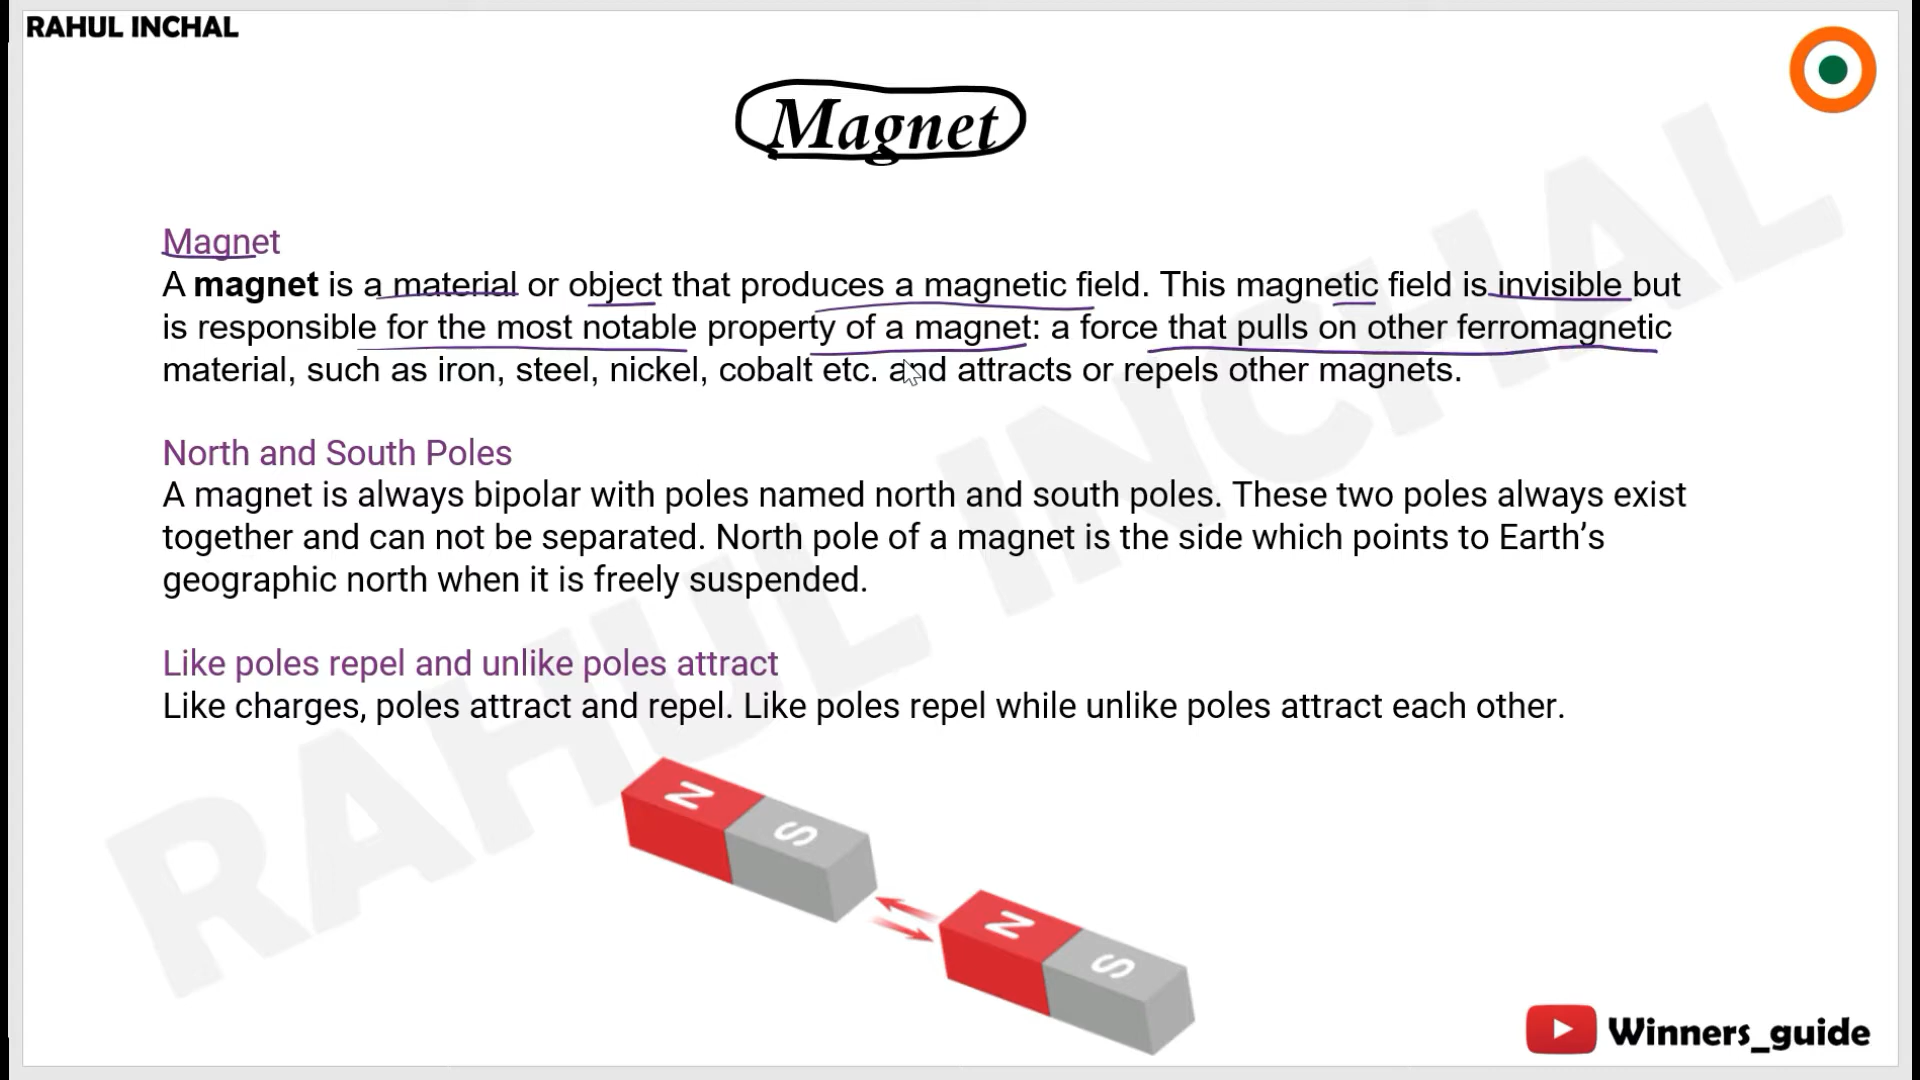 RAHUL INCHAL
Magnet
Magnet
A magnet is a material or object that produces a magnetic field. This magnetic field is invisible but
is responsible for the most notable property of a magnet: a force that pulls on other ferromagnetic
material, such as iron, steel, nickel, cobalt etc. and attracts or repels other magnets.
North and South Poles
A magnet is always bipolar with poles named north and south poles. These two poles always exist
together and can not be separated. North pole of a magnet is the side which points to Earth’s
geographic north when it is freely suspended.
Like poles repel and unlike poles attract
Like charges, poles attract and repel. Like poles repel while unlike poles attract each other.
N
S
N
S
RAHUL INCHAL
Winners_guide